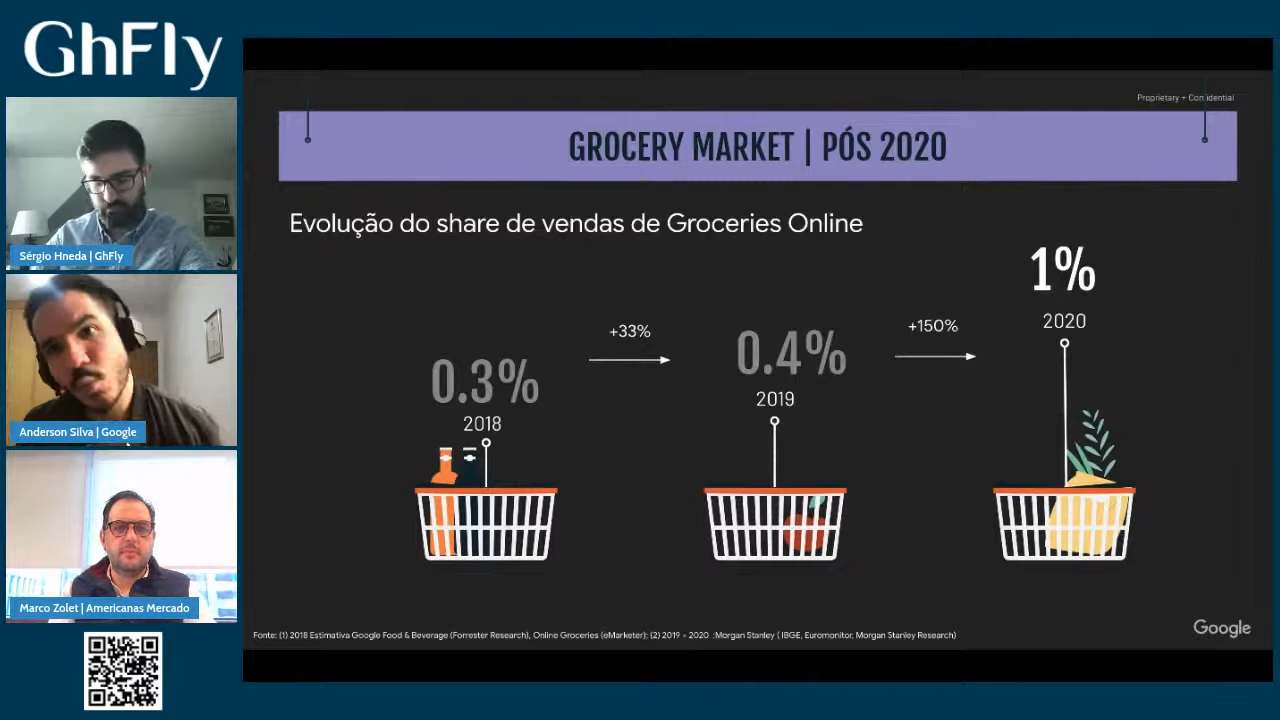 GhFly
Sérgio Hneda | GhFly
Anderson Silva | Google
Marco Zolet | Americanas Mercado
Proprietary + Confidential
GROCERY MARKET | PÓS 2020
Evolução do share de vendas de Groceries Online
0.3%
2018
+33%
0.4%
2019
+150%
1%
2020
Fonte: (1) 2018 Estimativa Google Food & Beverage (Forrester Research), Online Groceries (eMarketer); (2) 2019 - 2020 :Morgan Stanley ( IBGE, Euromonitor, Morgan Stanley Research)
Google